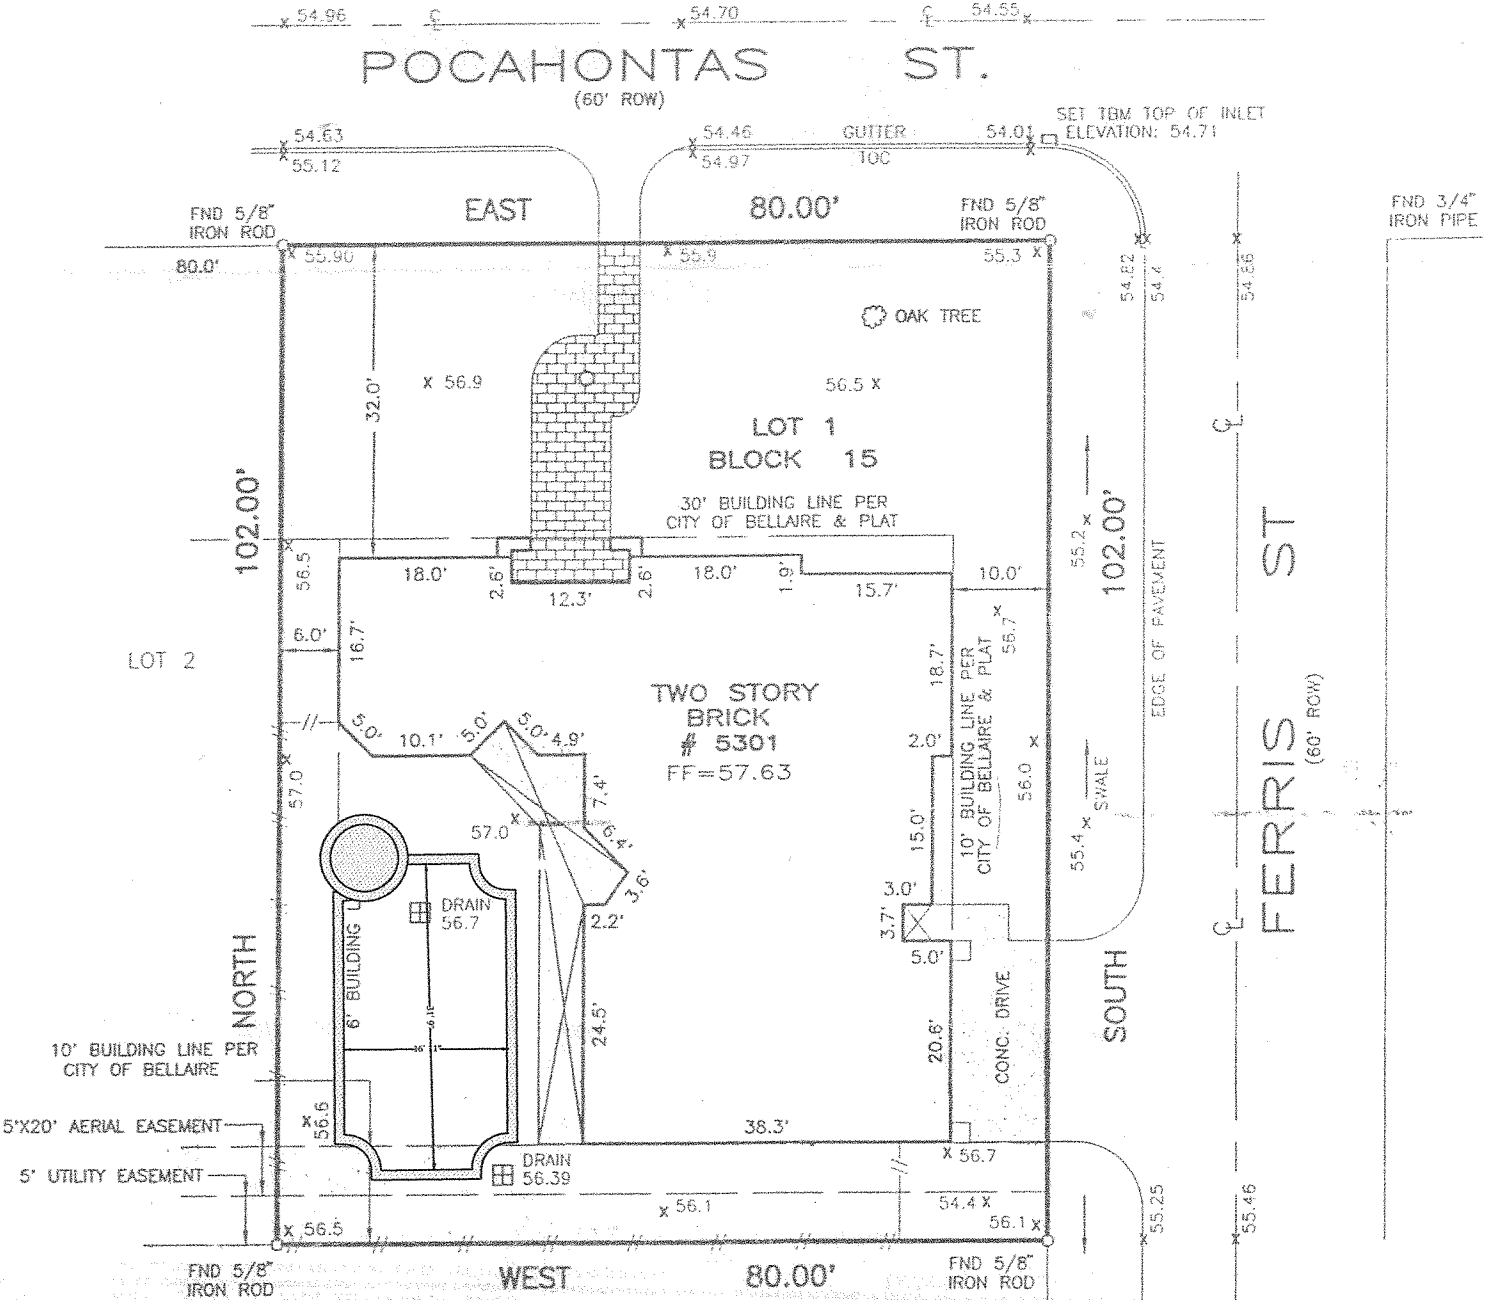 54.96 C̲L 54.70 C̲L 54.55
POCAHONTAS ST.
(60' ROW)
SET TBM TOP OF INLET
ELEVATION: 54.71
54.63
55.12
54.46 GUTTER 54.01
54.97 TOC
FND 5/8"
IRON ROD
EAST 80.00'
FND 5/8"
IRON ROD
FND 3/4"
IRON PIPE
80.0'
55.90
55.9
55.3
54.82
54.4
54.86
OAK TREE
32.0'
56.9
56.5
LOT 1
BLOCK 15
30' BUILDING LINE PER
CITY OF BELLAIRE & PLAT
102.00'
56.5
18.0'
2.6'
12.3'
2.6'
18.0'
1.9'
15.7'
10.0'
55.2
102.00'
EDGE OF PAVEMENT
FERRIS ST
(60' ROW)
LOT 2
6.0'
16.7'
56.7
18.7'
10' BUILDING LINE PER
CITY OF BELLAIRE & PLAT
TWO STORY
BRICK
# 5301
FF=57.63
5.0'
10.1'
5.0'
5.0'
4.9'
7.4'
2.0'
56.0
SWALE
57.0
57.0
6.4'
3.6'
2.2'
15.0'
55.4
3.0'
3.7'
5.0'
DRAIN
56.7
6' BUILDING L
16' 1"
NORTH
24.5'
20.6'
CONC. DRIVE
SOUTH
10' BUILDING LINE PER
CITY OF BELLAIRE
5'X20' AERIAL EASEMENT
5' UTILITY EASEMENT
56.6
38.3'
56.7
DRAIN
56.39
56.1
54.4
56.1
56.5
55.25
55.46
FND 5/8"
IRON ROD
WEST 80.00'
FND 5/8"
IRON ROD